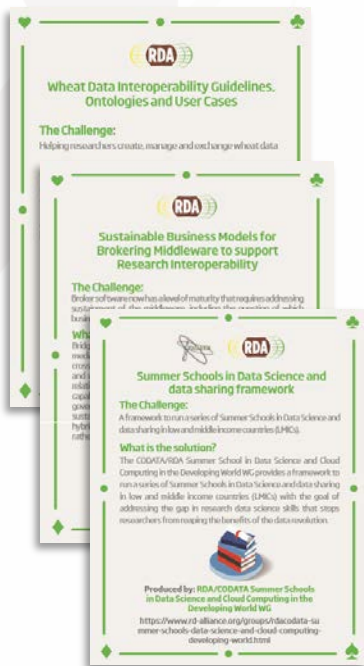 RDA
Wheat Data Interoperability Guidelines.
Ontologies and User Cases
The Challenge:
Helping researchers create, manage and exchange wheat data
RDA
Sustainable Business Models for
Brokering Middleware to support
Research Interoperability
The Challenge:
Broker software now has a level of maturity that requires addressing
RDA
Summer Schools in Data Science and
data sharing framework
The Challenge:
A framework to run a series of Summer Schools in Data Science and
data sharing in low and middle income countries (LMICs).
What is the solution?
The CODATA/RDA Summer School in Data Science and Cloud
Computing in the Developing World WG provides a framework to
run a series of Summer Schools in Data Science and data sharing
in low and middle income countries (LMICs) with the goal of
addressing the gap in research data science skills that stops
researchers from reaping the benefits of the data revolution.
Produced by: RDA/CODATA Summer Schools
in Data Science and Cloud Computing in the
Developing World WG
https://www.rd-alliance.org/groups/rdacodata-su
mmer-schools-data-science-and-cloud-computing-
developing-world.html